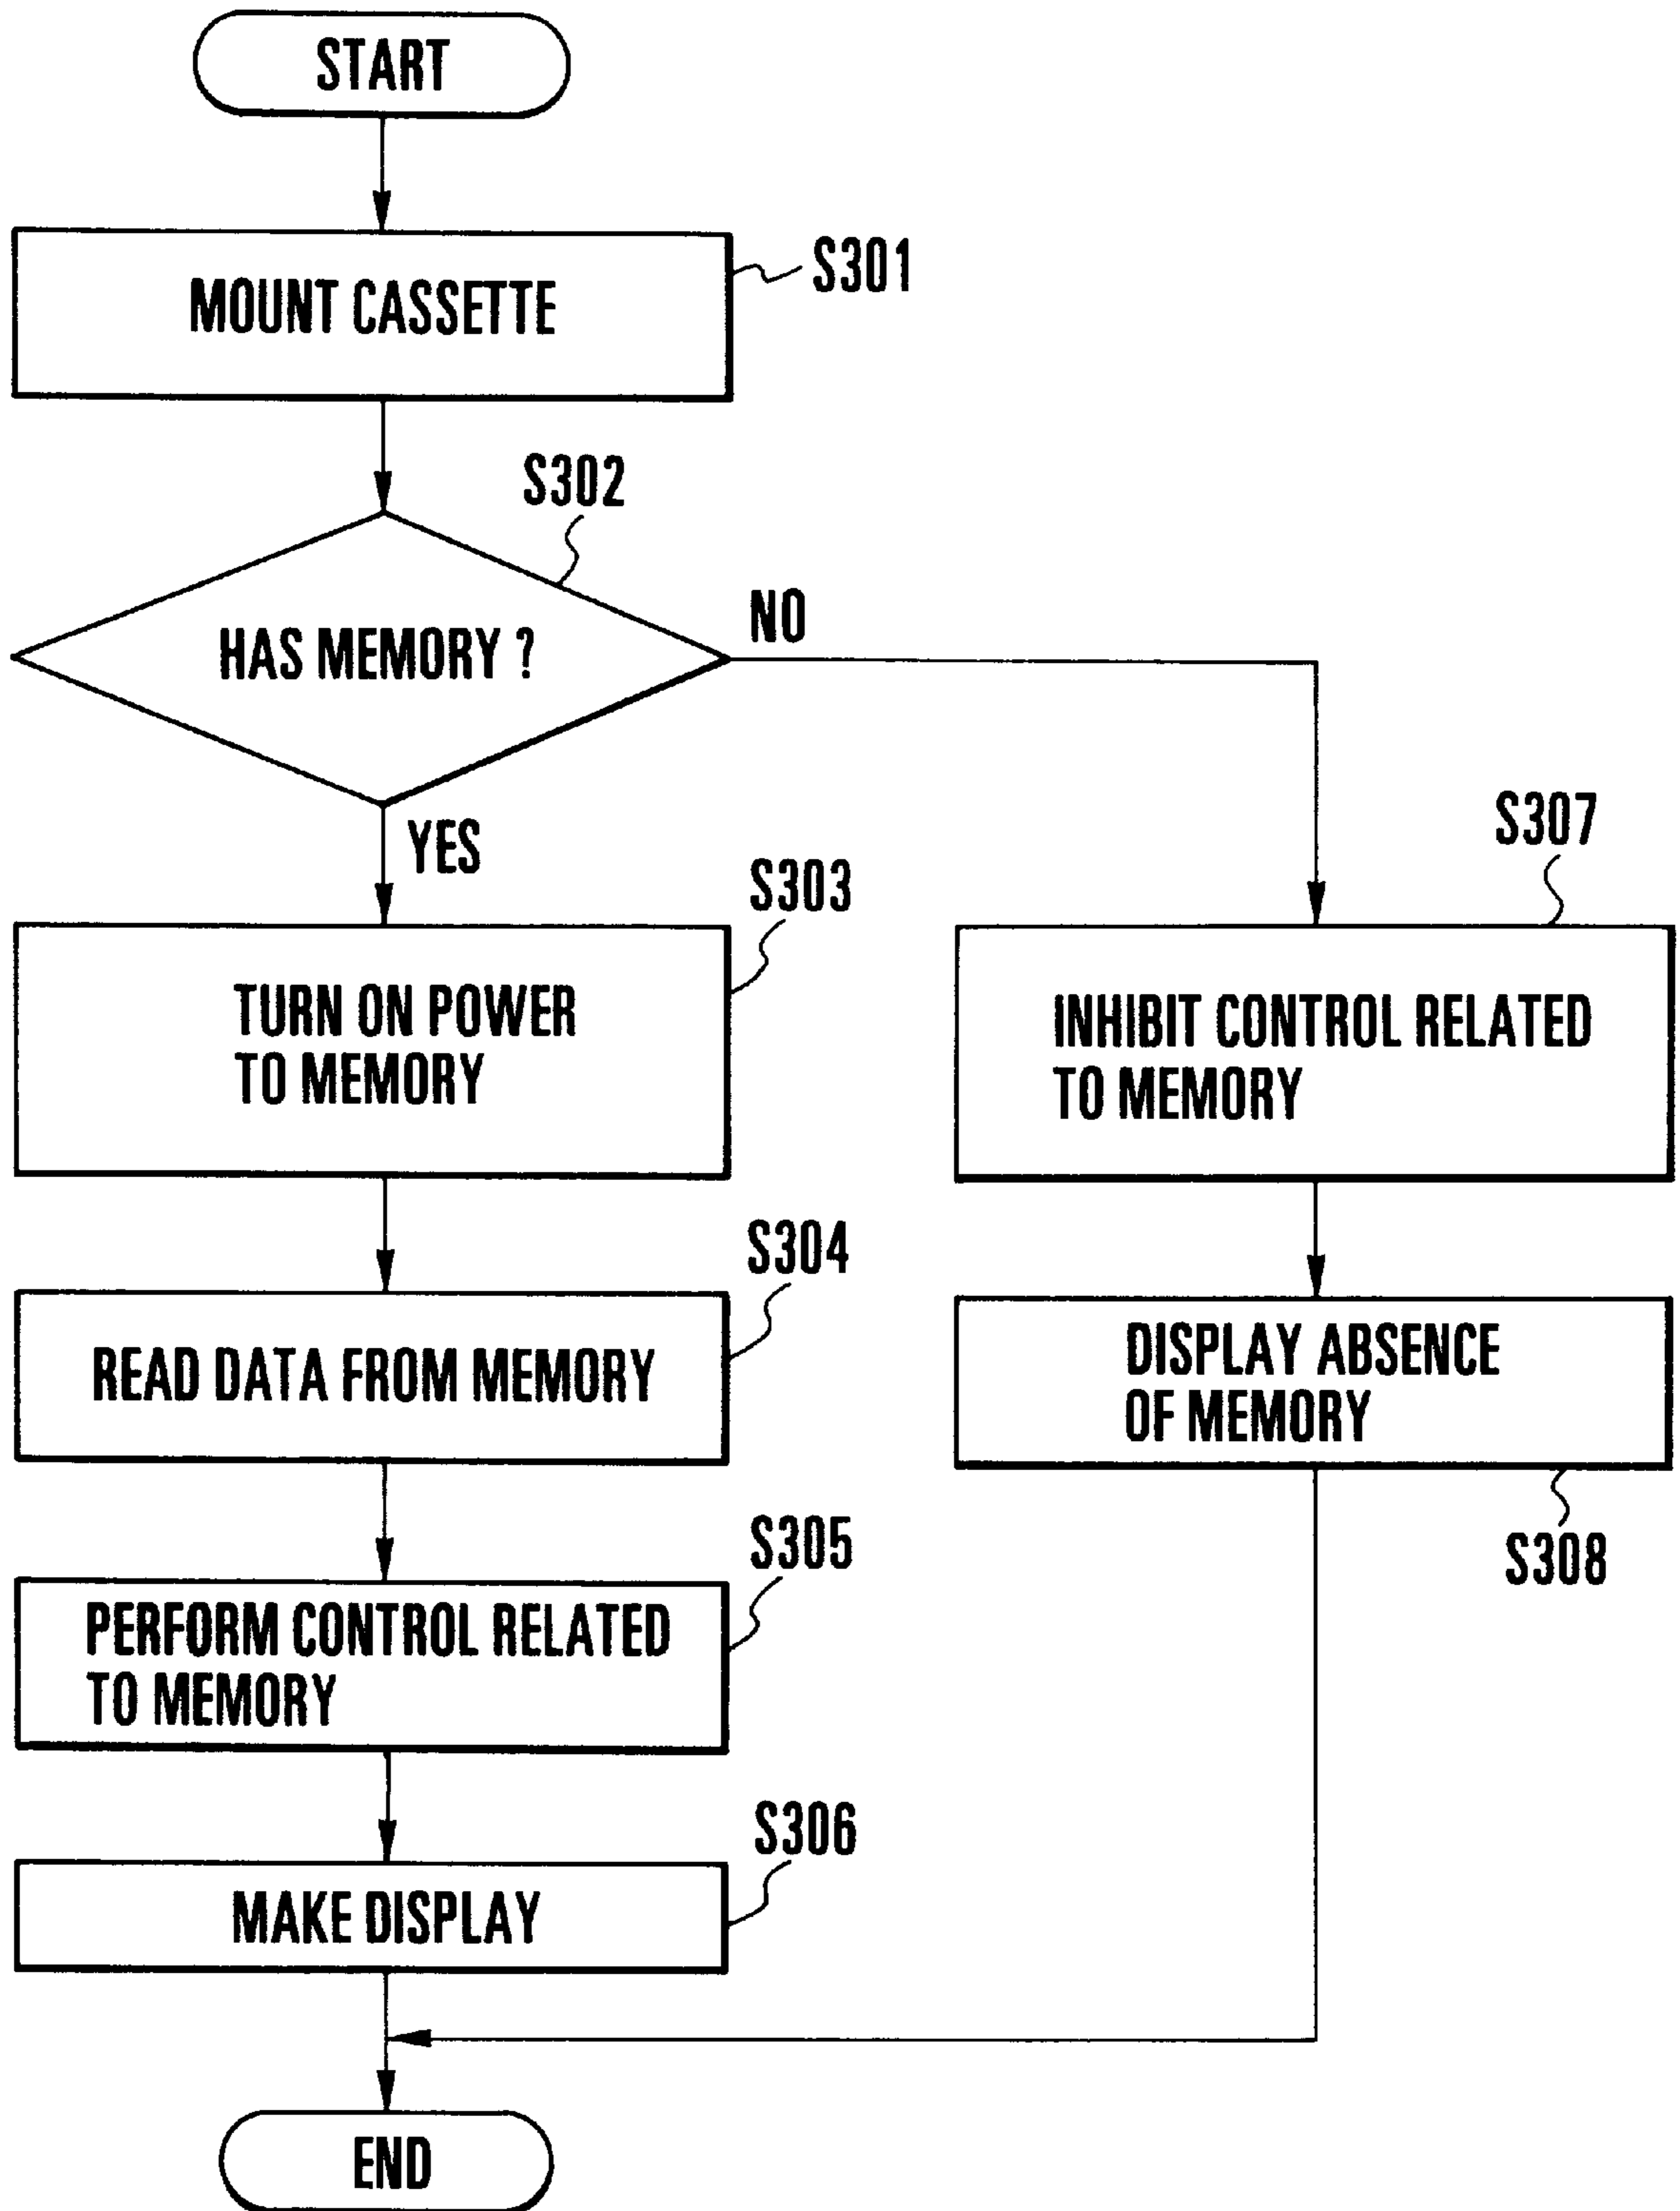 START
MOUNT CASSETTE
S301
S302
HAS MEMORY ?
NO
YES
S303
TURN ON POWER
TO MEMORY
S304
READ DATA FROM MEMORY
S305
PERFORM CONTROL RELATED
TO MEMORY
S306
MAKE DISPLAY
S307
INHIBIT CONTROL RELATED
TO MEMORY
DISPLAY ABSENCE
OF MEMORY
S308
END